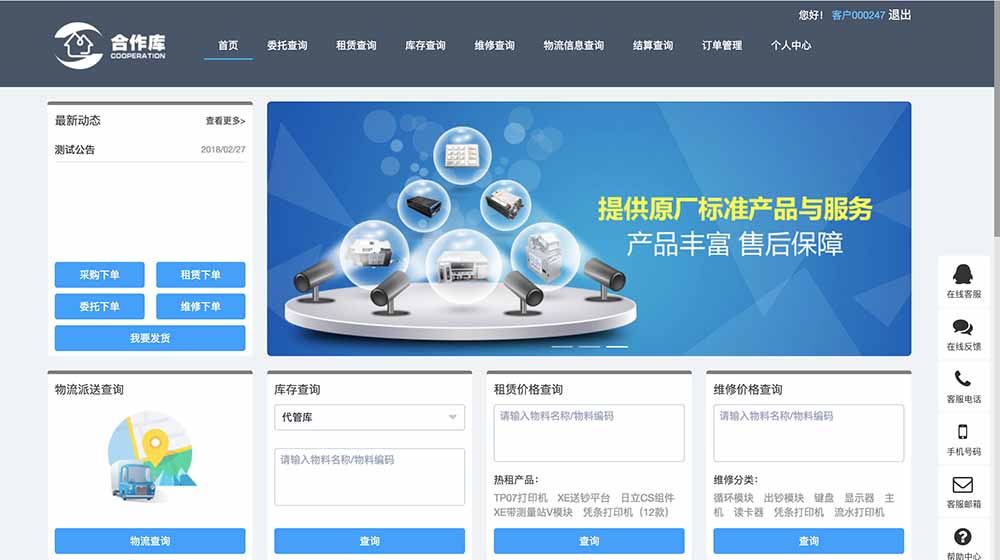 您好！ 客户000247 退出
合作库
COOPERATION
首页 委托查询 租赁查询 库存查询 维修查询 物流信息查询 结算查询 订单管理 个人中心
最新动态 查看更多>
测试公告 2018/02/27
采购下单 租赁下单
委托下单 维修下单
我要发货
提供原厂标准产品与服务
产品丰富 售后保障
在线客服
在线反馈
客服电话
手机号码
客服邮箱
帮助中心
物流派送查询
物流查询
库存查询
代管库
请输入物料名称/物料编码
查询
租赁价格查询
请输入物料名称/物料编码
热租产品：
TP07打印机 XE送钞平台 日立CS组件
XE带测量站V模块 凭条打印机（12款）
查询
维修价格查询
请输入物料名称/物料编码
维修分类：
循环模块 出钞模块 键盘 显示器 主
机 读卡器 凭条打印机 流水打印机
查询